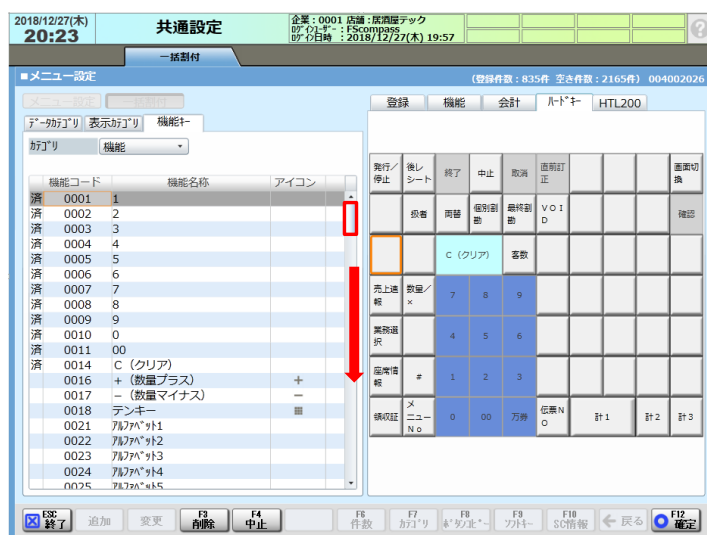 2018/12/27(木)
20:23
共通設定
企業：0001 店舗：居酒屋テック
ﾛｸﾞｲﾝﾕｰｻﾞｰ：FScompass
ﾛｸﾞｲﾝ日時 ：2018/12/27(木) 19:57
一括割付
■メニュー設定
(登録件数：835件 空き件数：2165件) 004002026
メニュー設定 一括割付
ﾃﾞｰﾀｶﾃｺﾞﾘ 表示ｶﾃｺﾞﾘ 機能ｷｰ
ｶﾃｺﾞﾘ 機能
機能コード 機能名称 アイコン
済 0001 1
済 0002 2
済 0003 3
済 0004 4
済 0005 5
済 0006 6
済 0007 7
済 0008 8
済 0009 9
済 0010 0
済 0011 00
済 0014 C（クリア）
0016 +（数量プラス） +
0017 −（数量マイナス） −
0018 テンキー
0021 ｱﾙﾌｧﾍﾞｯﾄ1
0022 ｱﾙﾌｧﾍﾞｯﾄ2
0023 ｱﾙﾌｧﾍﾞｯﾄ3
0024 ｱﾙﾌｧﾍﾞｯﾄ4
0025 ｱﾙﾌｧﾍﾞｯﾄ5
登録 機能 会計 ﾊｰﾄﾞｷｰ HTL200
発行／停止 後レシート 終了 中止 取消 直前訂正 画面切換
扱者 両替 個別割勘 最終割勘 ＶＯＩＤ 確認
C（クリア） 客数
売上速報 数量／× 7 8 9
業務選択 4 5 6
座席情報 # 1 2 3
領収証 メニューNo 0 00 万券 伝票NO 計1 計2 計3
ESC 終了 追加 変更 F3 削除 F4 中止 F6 件数 F7 ｶﾃｺﾞﾘ F8 ﾎﾞﾀﾝｺﾋﾟｰ F9 ｿﾌﾄｷｰ F10 SC情報 戻る F12 確定